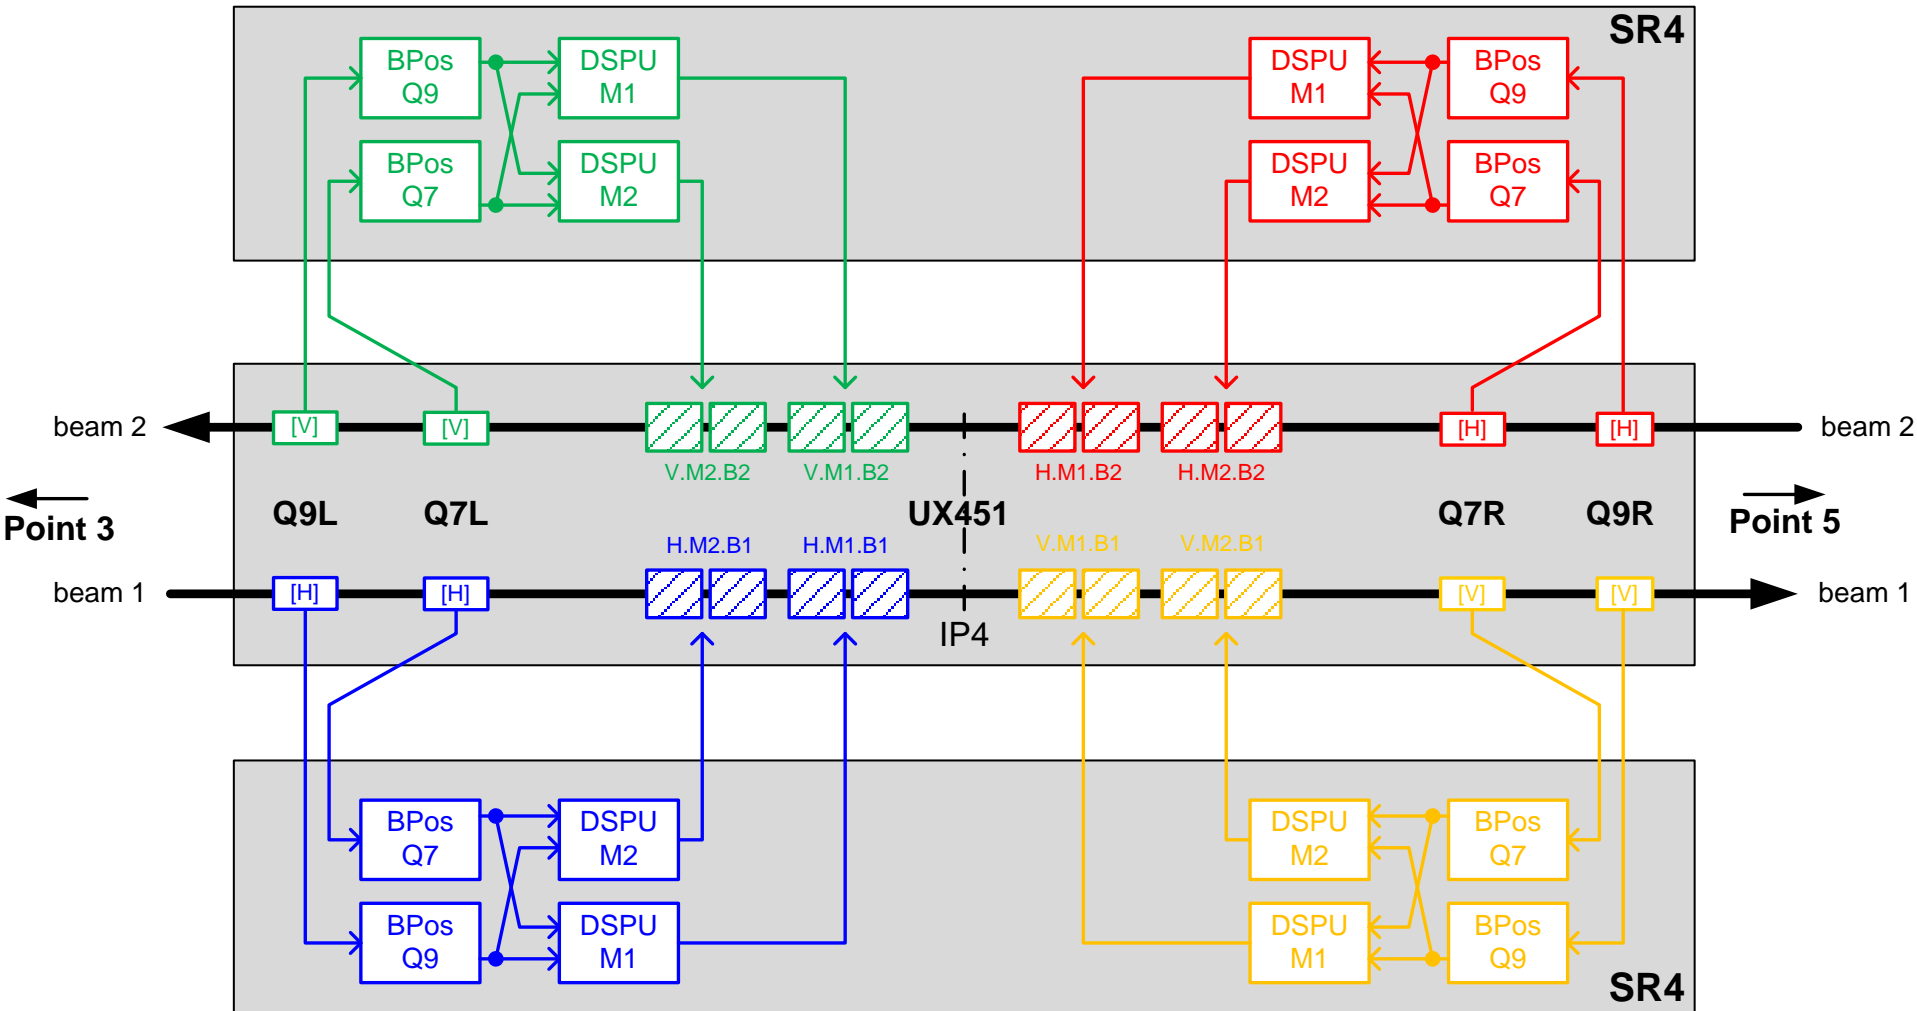 SR4
BPos
Q9
DSPU
M1
DSPU
M1
BPos
Q9
BPos
Q7
DSPU
M2
DSPU
M2
BPos
Q7
beam 2
[V]
[V]
[H]
[H]
beam 2
V.M2.B2
V.M1.B2
H.M1.B2
H.M2.B2
Point 3
Q9L
Q7L
UX451
Q7R
Q9R
Point 5
H.M2.B1
H.M1.B1
V.M1.B1
V.M2.B1
beam 1
[H]
[H]
[V]
[V]
beam 1
IP4
BPos
Q7
DSPU
M2
DSPU
M2
BPos
Q7
BPos
Q9
DSPU
M1
DSPU
M1
BPos
Q9
SR4